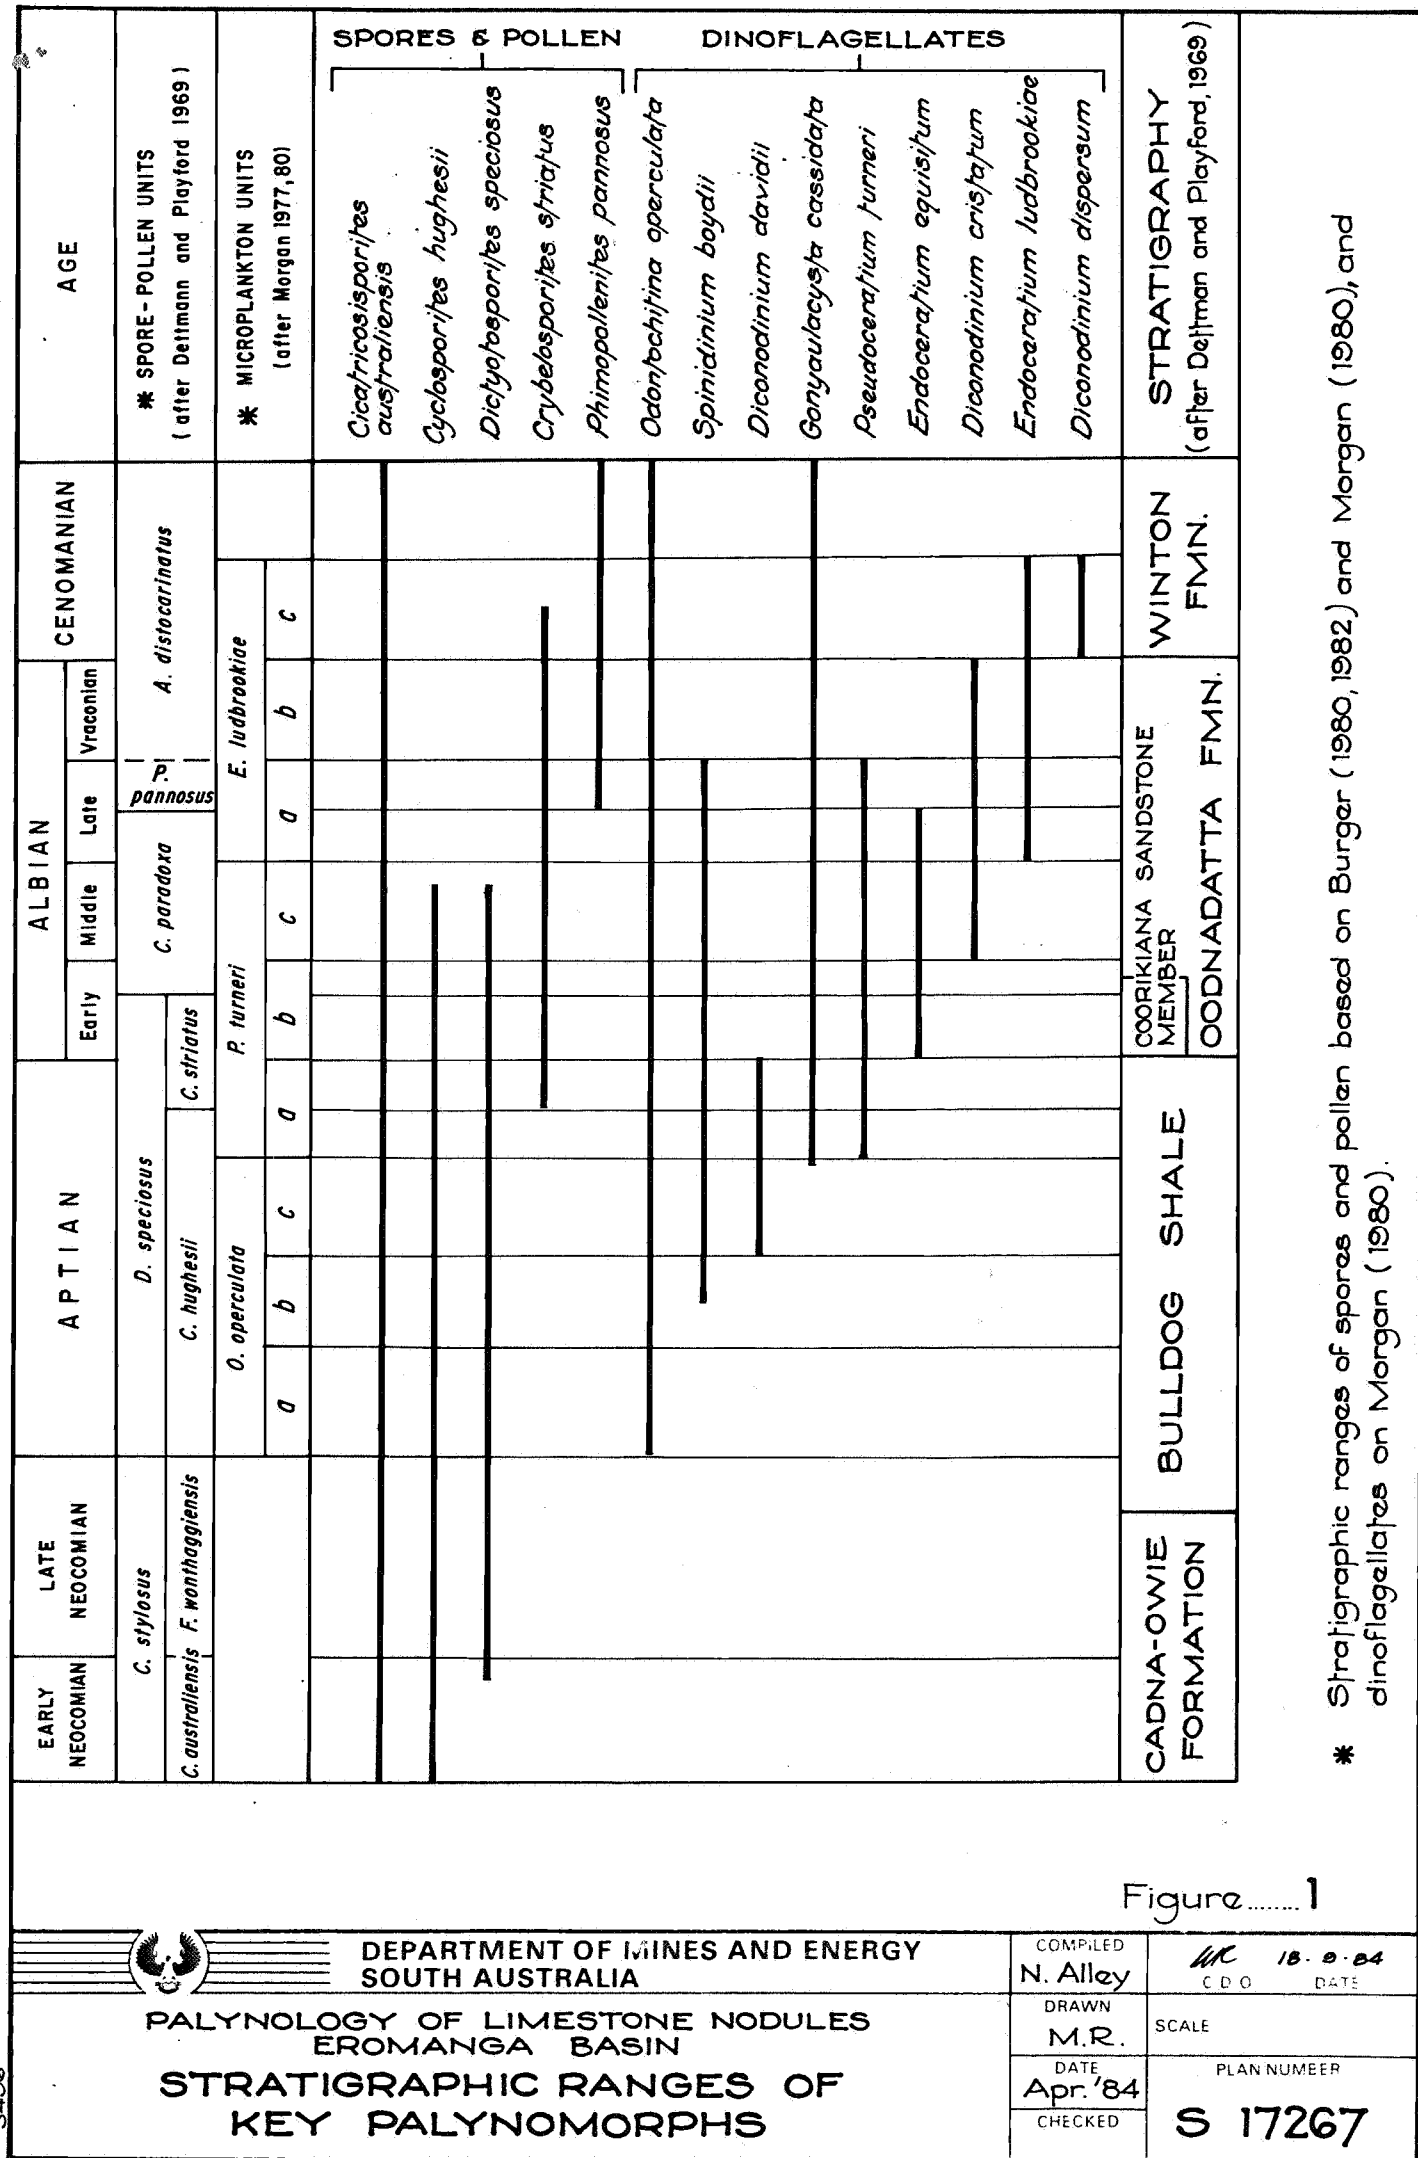 AGE
* SPORE-POLLEN UNITS
(after Dettmann and Playford 1969)
* MICROPLANKTON UNITS
(after Morgan 1977,80)
SPORES & POLLEN
DINOFLAGELLATES
Cicatricosisporites
australiensis
Cyclosporites hughesii
Dictyotosporites speciosus
Crybelosporites striatus
Phimopollenites pannosus
Odontochitina operculata
Spinidinium boydii
Diconodinium davidii
Gonyaulacysta cassidata
Pseudoceratium turneri
Endoceratium equisitum
Diconodinium cristatum
Endoceratium ludbrookiae
Diconodinium dispersum
STRATIGRAPHY
(after Dettman and Playford, 1969)
CENOMANIAN
ALBIAN
Vraconian
Late
Middle
Early
APTIAN
LATE
NEOCOMIAN
EARLY
NEOCOMIAN
A. distocarinatus
P.
pannosus
C. paradoxa
D. speciosus
C. striatus
C. hughesii
C. stylosus
F. wonthaggiensis
C. australiensis
E. ludbrookiae
c
b
a
P. turneri
c
b
a
O. operculata
c
b
a
WINTON
FMN.
COORIKIANA SANDSTONE
MEMBER
OODNADATTA FMN.
BULLDOG SHALE
CADNA-OWIE
FORMATION
* Stratigraphic ranges of spores and pollen based on Burger (1980,1982) and Morgan (1980), and
dinoflagellates on Morgan (1980).
Figure........1
DEPARTMENT OF MINES AND ENERGY
SOUTH AUSTRALIA
PALYNOLOGY OF LIMESTONE NODULES
EROMANGA BASIN
STRATIGRAPHIC RANGES OF
KEY PALYNOMORPHS
COMPILED
N. Alley
DRAWN
M.R.
DATE
Apr. '84
CHECKED
18·9·84
C D O DATE
SCALE
PLAN NUMBER
S 17267